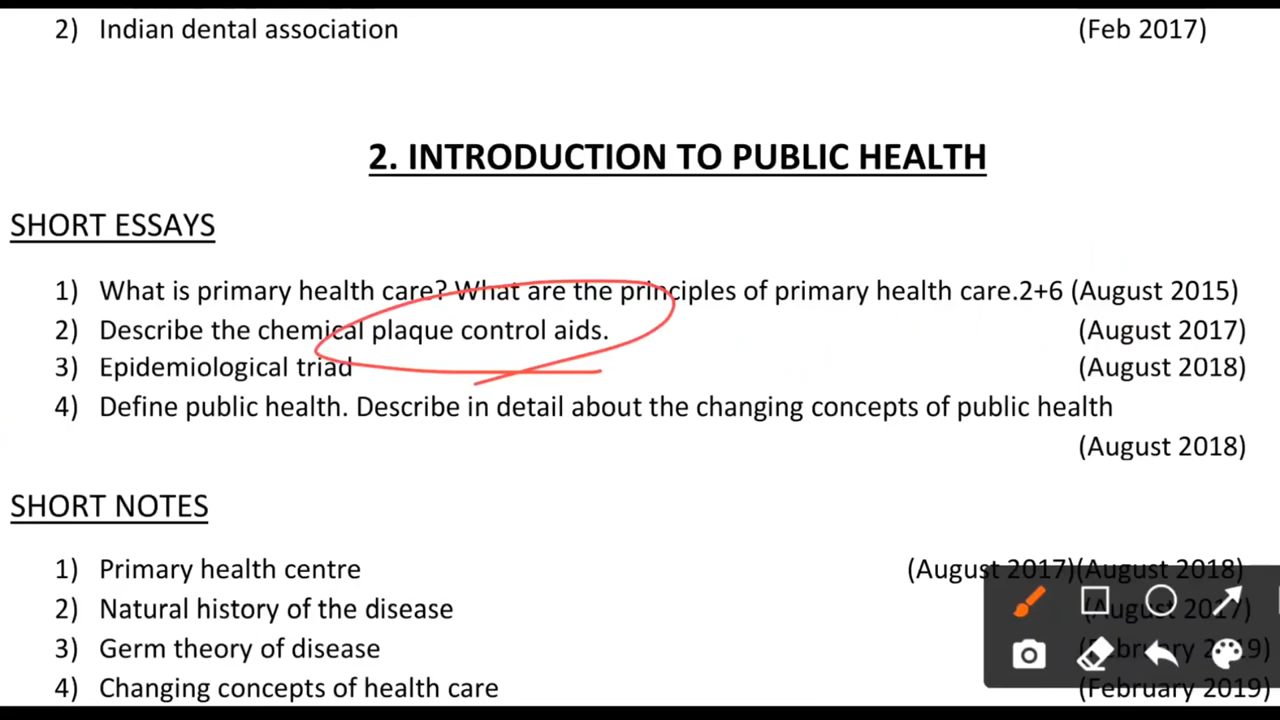 2) Indian dental association (Feb 2017)
2. INTRODUCTION TO PUBLIC HEALTH
SHORT ESSAYS
1) What is primary health care? What are the principles of primary health care.2+6 (August 2015)
2) Describe the chemical plaque control aids. (August 2017)
3) Epidemiological triad (August 2018)
4) Define public health. Describe in detail about the changing concepts of public health
(August 2018)
SHORT NOTES
1) Primary health centre (August 2017)(August 2018)
2) Natural history of the disease (August 2017)
3) Germ theory of disease (February 2019)
4) Changing concepts of health care (February 2019)